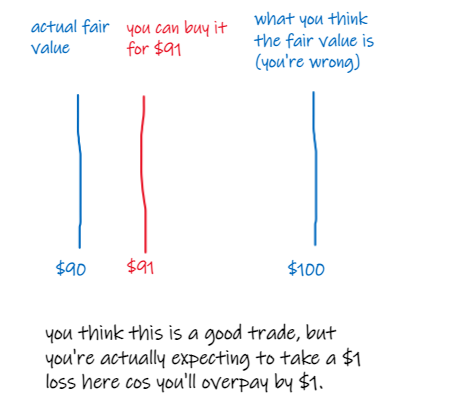 actual fair
value
you can buy it
for $91
what you think
the fair value is
(you're wrong)
$90
$91
$100
you think this is a good trade, but
you're actually expecting to take a $1
loss here cos you'll overpay by $1.